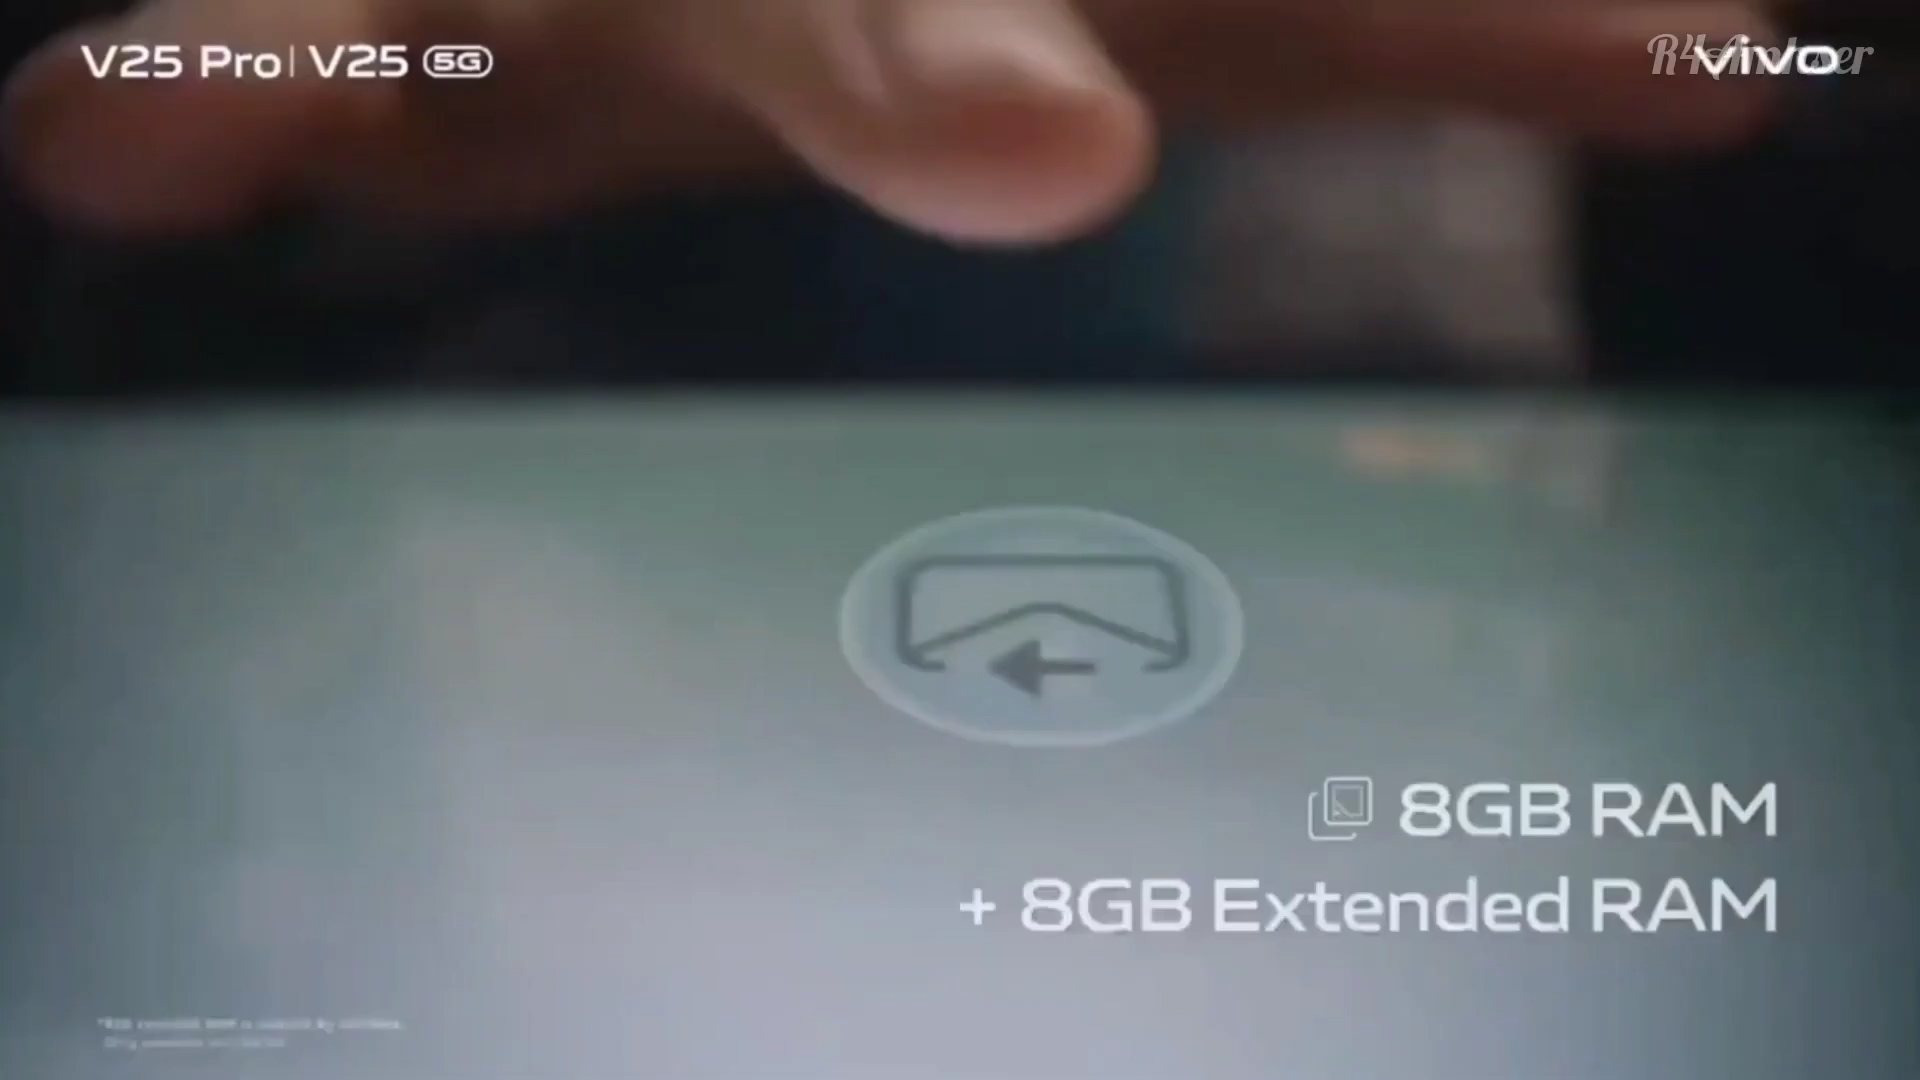 V25 Pro | V25 5G
vivo
8GB RAM
+ 8GB Extended RAM